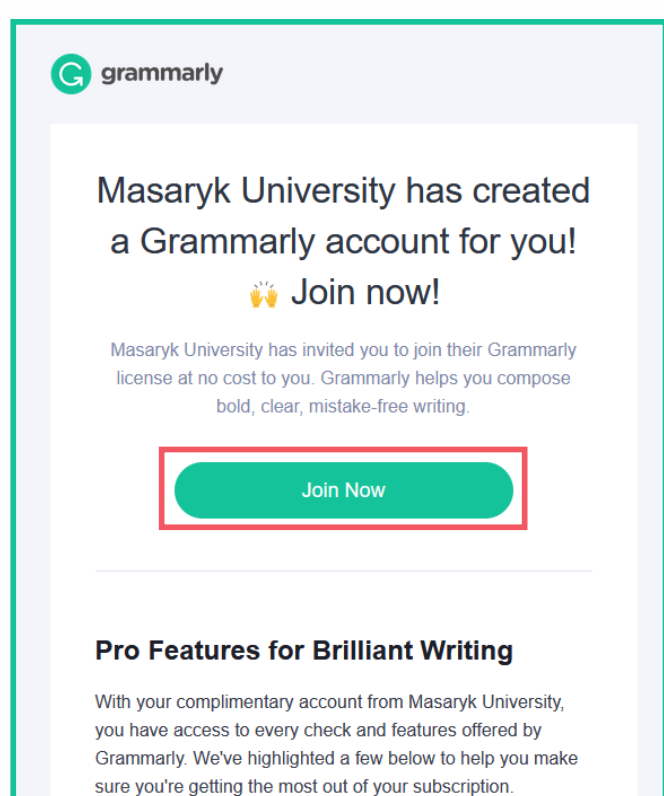 grammarly
Masaryk University has created
a Grammarly account for you!
🙌 Join now!
Masaryk University has invited you to join their Grammarly
license at no cost to you. Grammarly helps you compose
bold, clear, mistake-free writing.
Join Now
Pro Features for Brilliant Writing
With your complimentary account from Masaryk University,
you have access to every check and features offered by
Grammarly. We've highlighted a few below to help you make
sure you're getting the most out of your subscription.